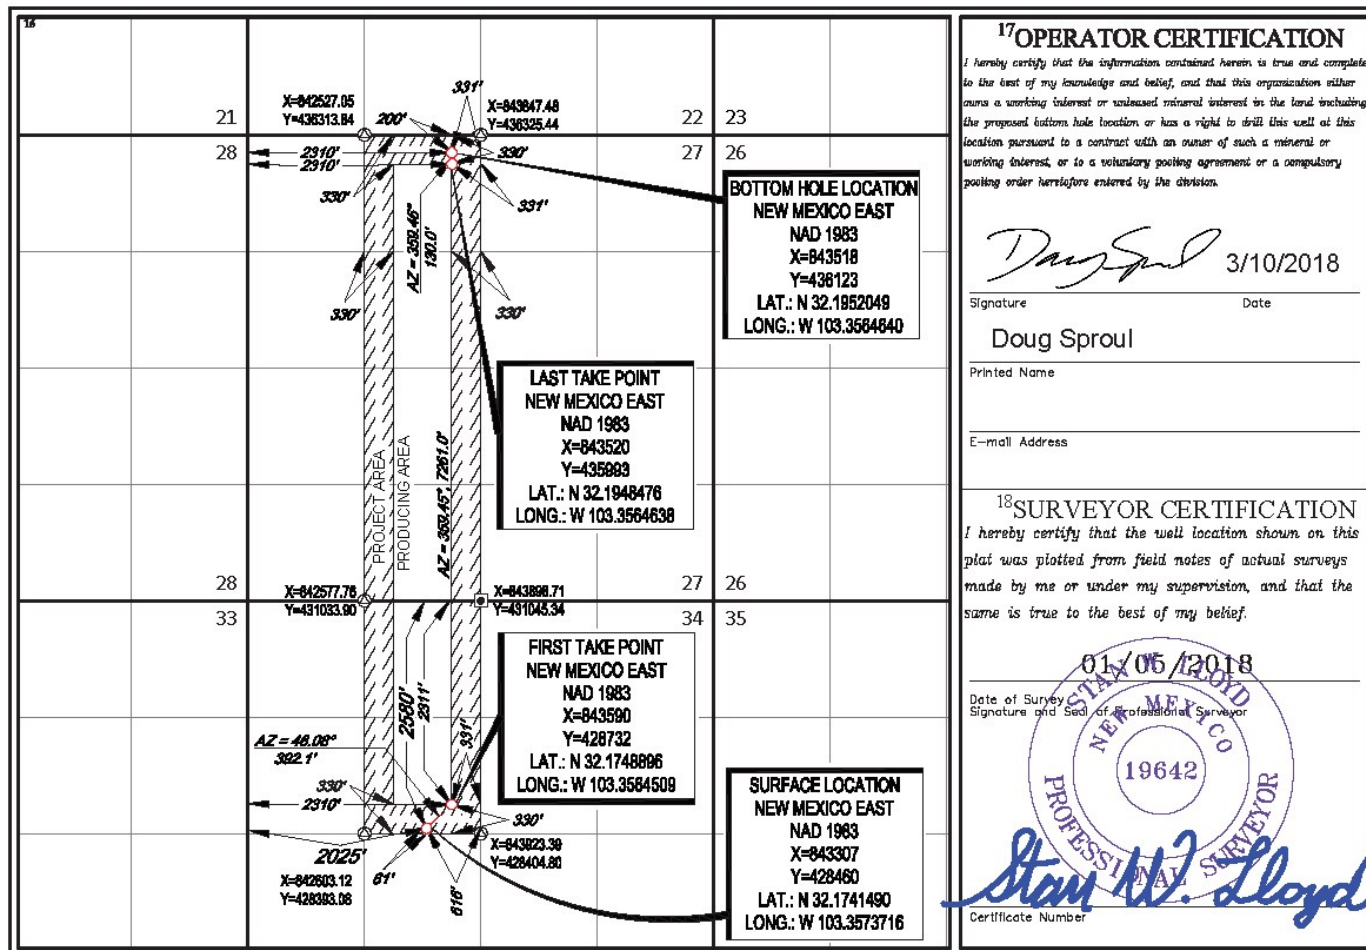 16
331'
X=842527.05
Y=436313.84
X=843847.48
Y=436325.44
200'
21
22
23
28
27
26
2310'
2310'
330'
330'
331'
AZ = 359.46°
130.0'
330'
330'
BOTTOM HOLE LOCATION
NEW MEXICO EAST
NAD 1983
X=843518
Y=436123
LAT.: N 32.1952049
LONG.: W 103.3564640
LAST TAKE POINT
NEW MEXICO EAST
NAD 1983
X=843520
Y=435993
LAT.: N 32.1948476
LONG.: W 103.3564638
PROJECT AREA
PRODUCING AREA
AZ = 359.45°, 7261.0'
28
27
26
X=842577.76
Y=431033.90
X=843898.71
Y=431045.34
33
34
35
FIRST TAKE POINT
NEW MEXICO EAST
NAD 1983
X=843590
Y=428732
LAT.: N 32.1748896
LONG.: W 103.3564509
2580'
2311'
331'
AZ = 46.08°
392.1'
330'
2310'
330'
2025'
61'
616'
X=842603.12
Y=428393.06
X=843923.39
Y=428404.80
SURFACE LOCATION
NEW MEXICO EAST
NAD 1983
X=843307
Y=428460
LAT.: N 32.1741490
LONG.: W 103.3573716
17OPERATOR CERTIFICATION
I hereby certify that the information contained herein is true and complete
to the best of my knowledge and belief, and that this organization either
owns a working interest or unleased mineral interest in the land including
the proposed bottom hole location or has a right to drill this well at this
location pursuant to a contract with an owner of such a mineral or
working interest, or to a voluntary pooling agreement or a compulsory
pooling order heretofore entered by the division.
Doug Sproul 3/10/2018
Signature Date
Doug Sproul
Printed Name
E-mail Address
18SURVEYOR CERTIFICATION
I hereby certify that the well location shown on this
plat was plotted from field notes of actual surveys
made by me or under my supervision, and that the
same is true to the best of my belief.
01/05/2018
Date of Survey
Signature and Seal of Professional Surveyor
STAN W LLOYD
NEW MEXICO
19642
PROFESSIONAL SURVEYOR
Stan W. Lloyd
Certificate Number